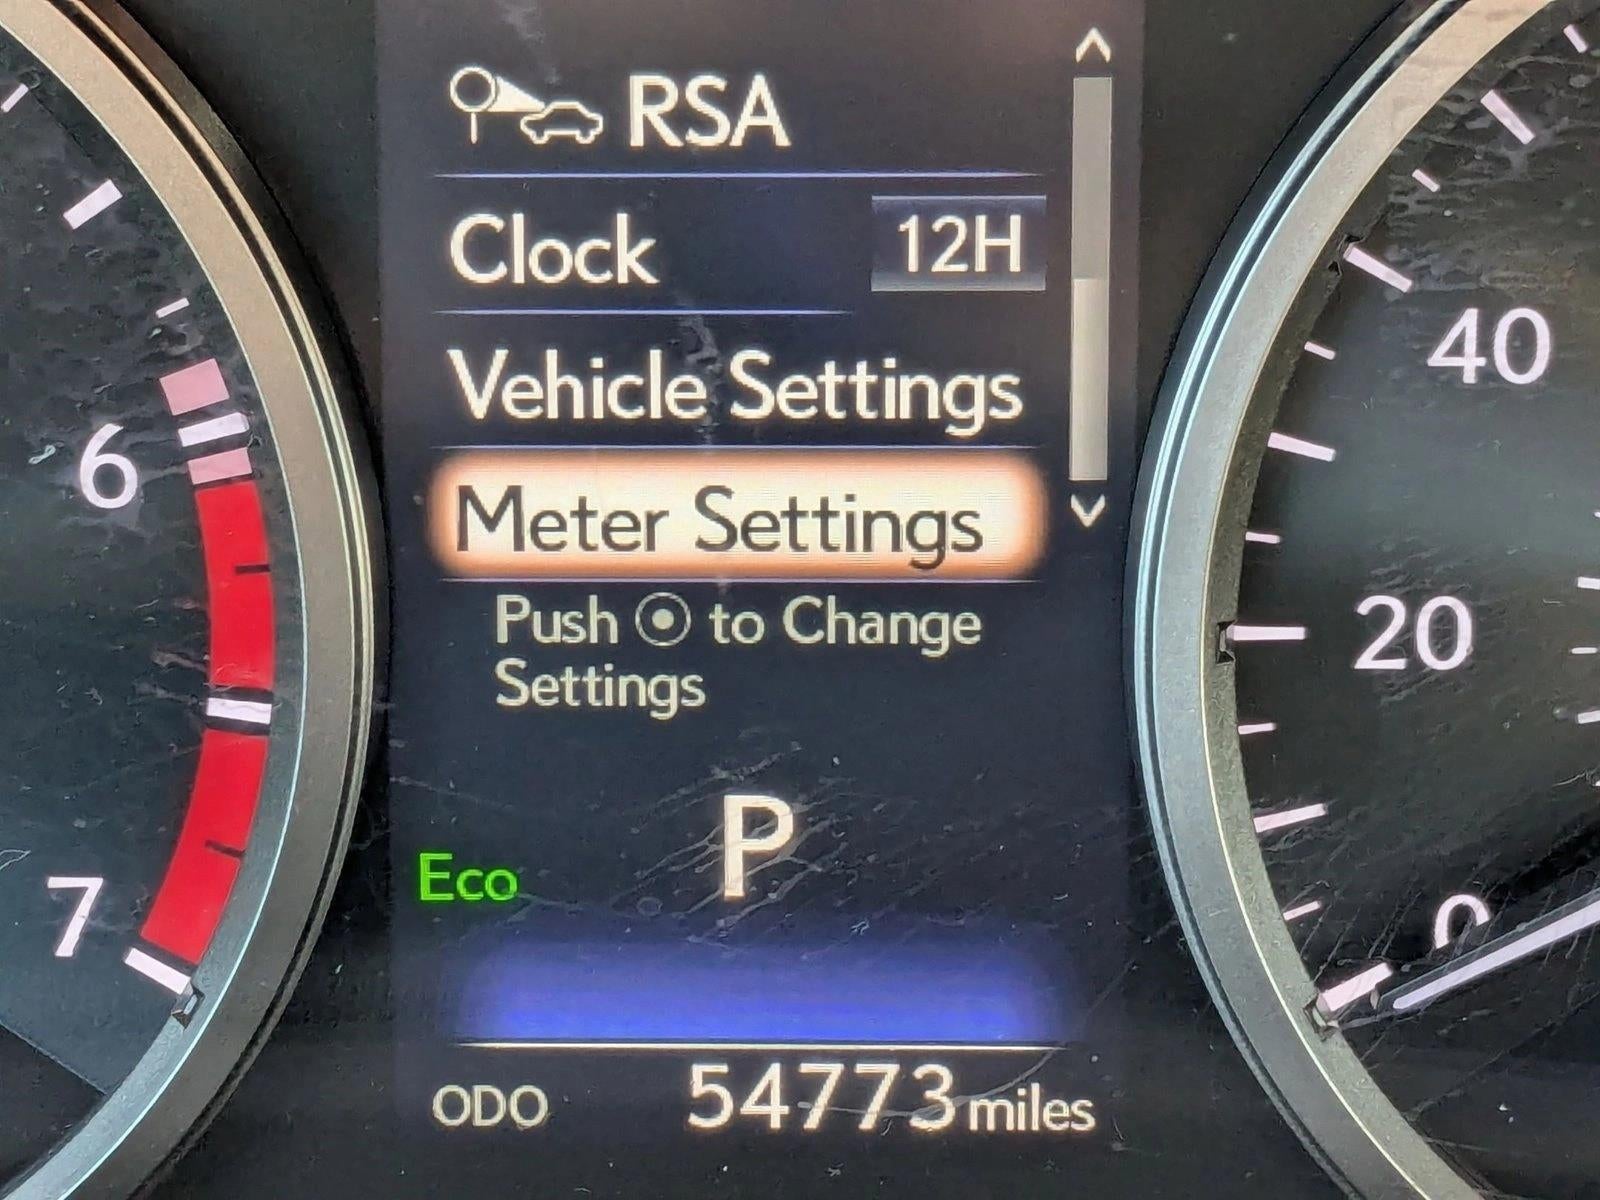 RSA
Clock 12H
Vehicle Settings
Meter Settings
Push to Change
Settings
P
Eco
ODO 54773 miles
6
7
40
20
0